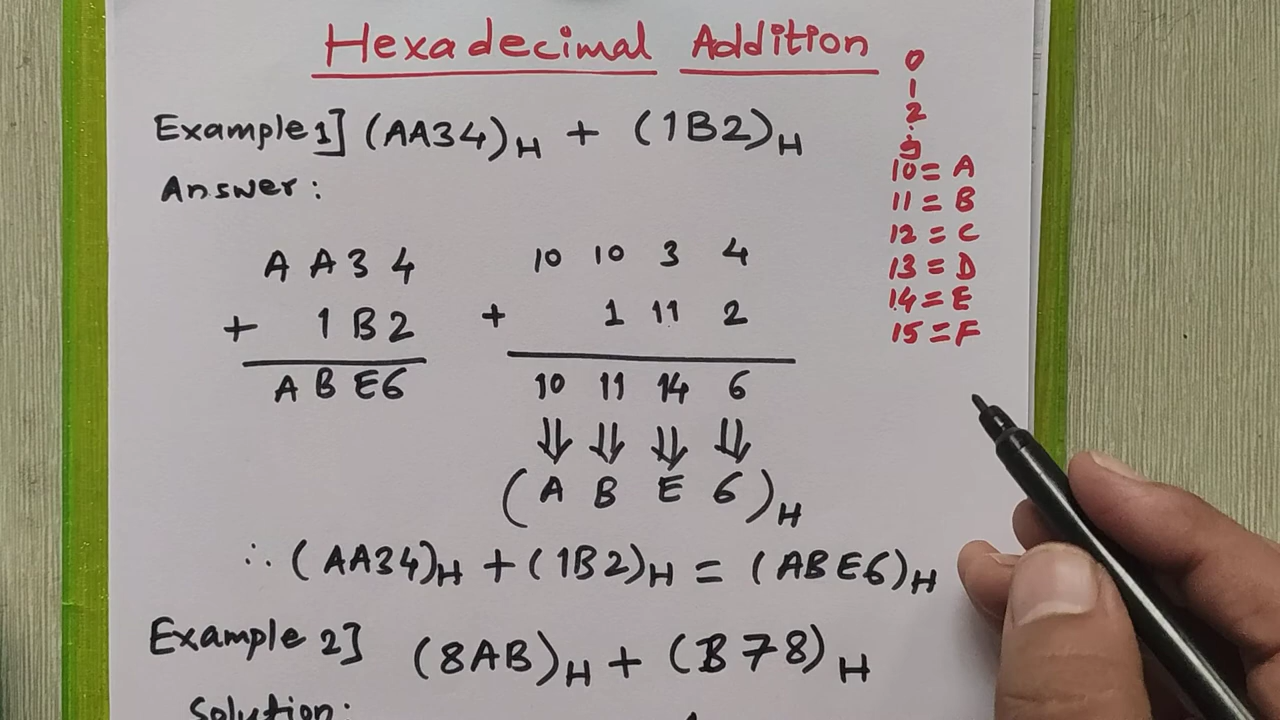 Hexadecimal Addition
Example 1] (AA34)H + (1B2)H
Answer :
A A 3 4
+ 1 B 2
A B E 6
10 10 3 4
+ 1 11 2
10 11 14 6
⇓ ⇓ ⇓ ⇓
(A B E 6)H
∴ (AA34)H + (1B2)H = (ABE6)H
Example 2] (8AB)H + (B78)H
Solution:
0
1
2
10 = A
11 = B
12 = C
13 = D
14 = E
15 = F